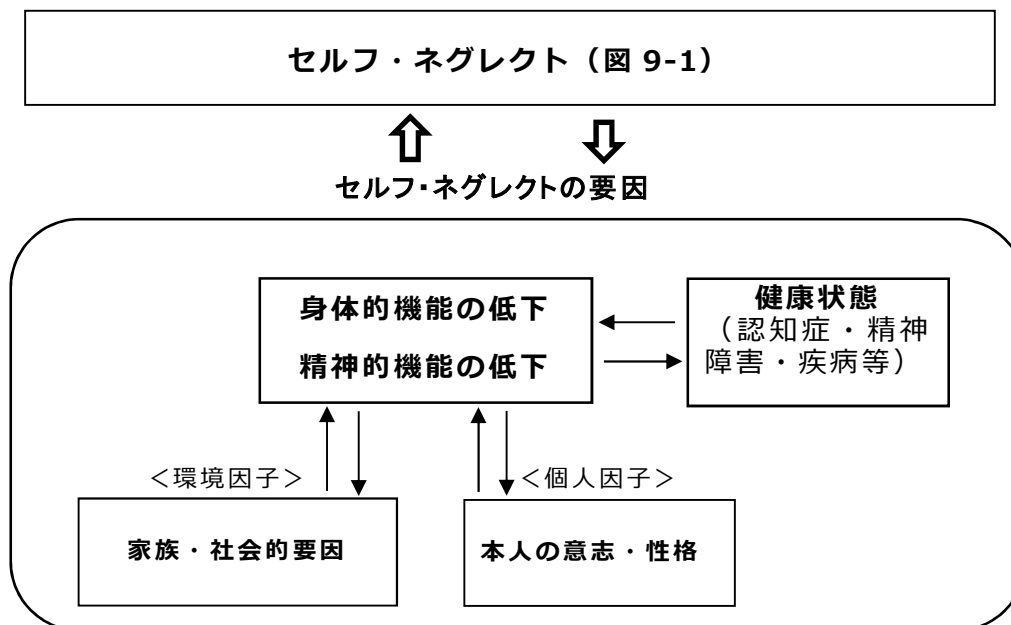 セルフ・ネグレクト（図 9-1）
セルフ・ネグレクトの要因
身体的機能の低下
精神的機能の低下
健康状態
（認知症・精神
障害・疾病等）
＜環境因子＞
＜個人因子＞
家族・社会的要因
本人の意志・性格